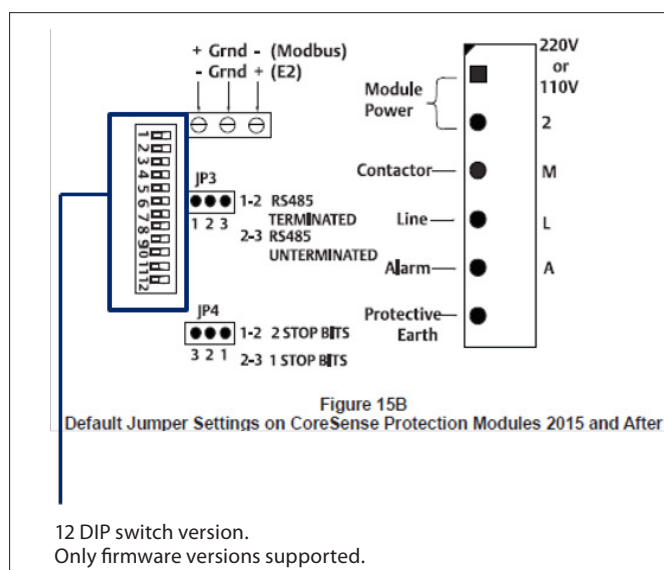 + Grnd - (Modbus)
- Grnd + (E2)
1
2
3
4
5
6
7
8
9
10
11
12
JP3
1 2 3
1-2 RS485
TERMINATED
2-3 RS485
UNTERMINATED
JP4
3 2 1
1-2 2 STOP BITS
2-3 1 STOP BITS
Module
Power
220V
or
110V
2
Contactor
M
Line
L
Alarm
A
Protective
Earth
Figure 15B
Default Jumper Settings on CoreSense Protection Modules 2015 and After
12 DIP switch version.
Only firmware versions supported.